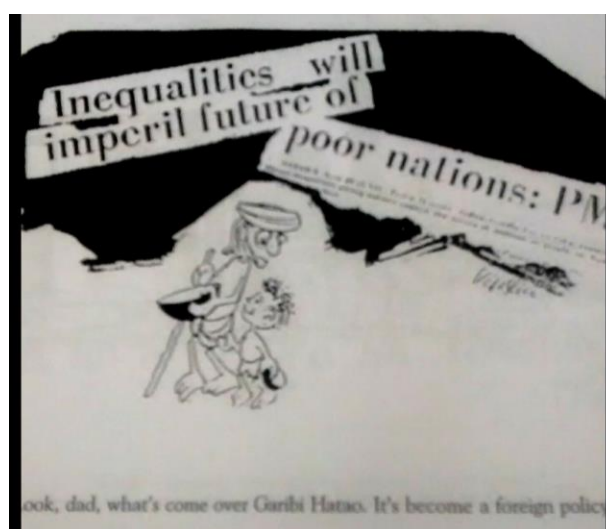 Inequalities will
imperil future of
poor nations: PM
ook, dad, what's come over Garibi Hatao. It's become a foreign policy